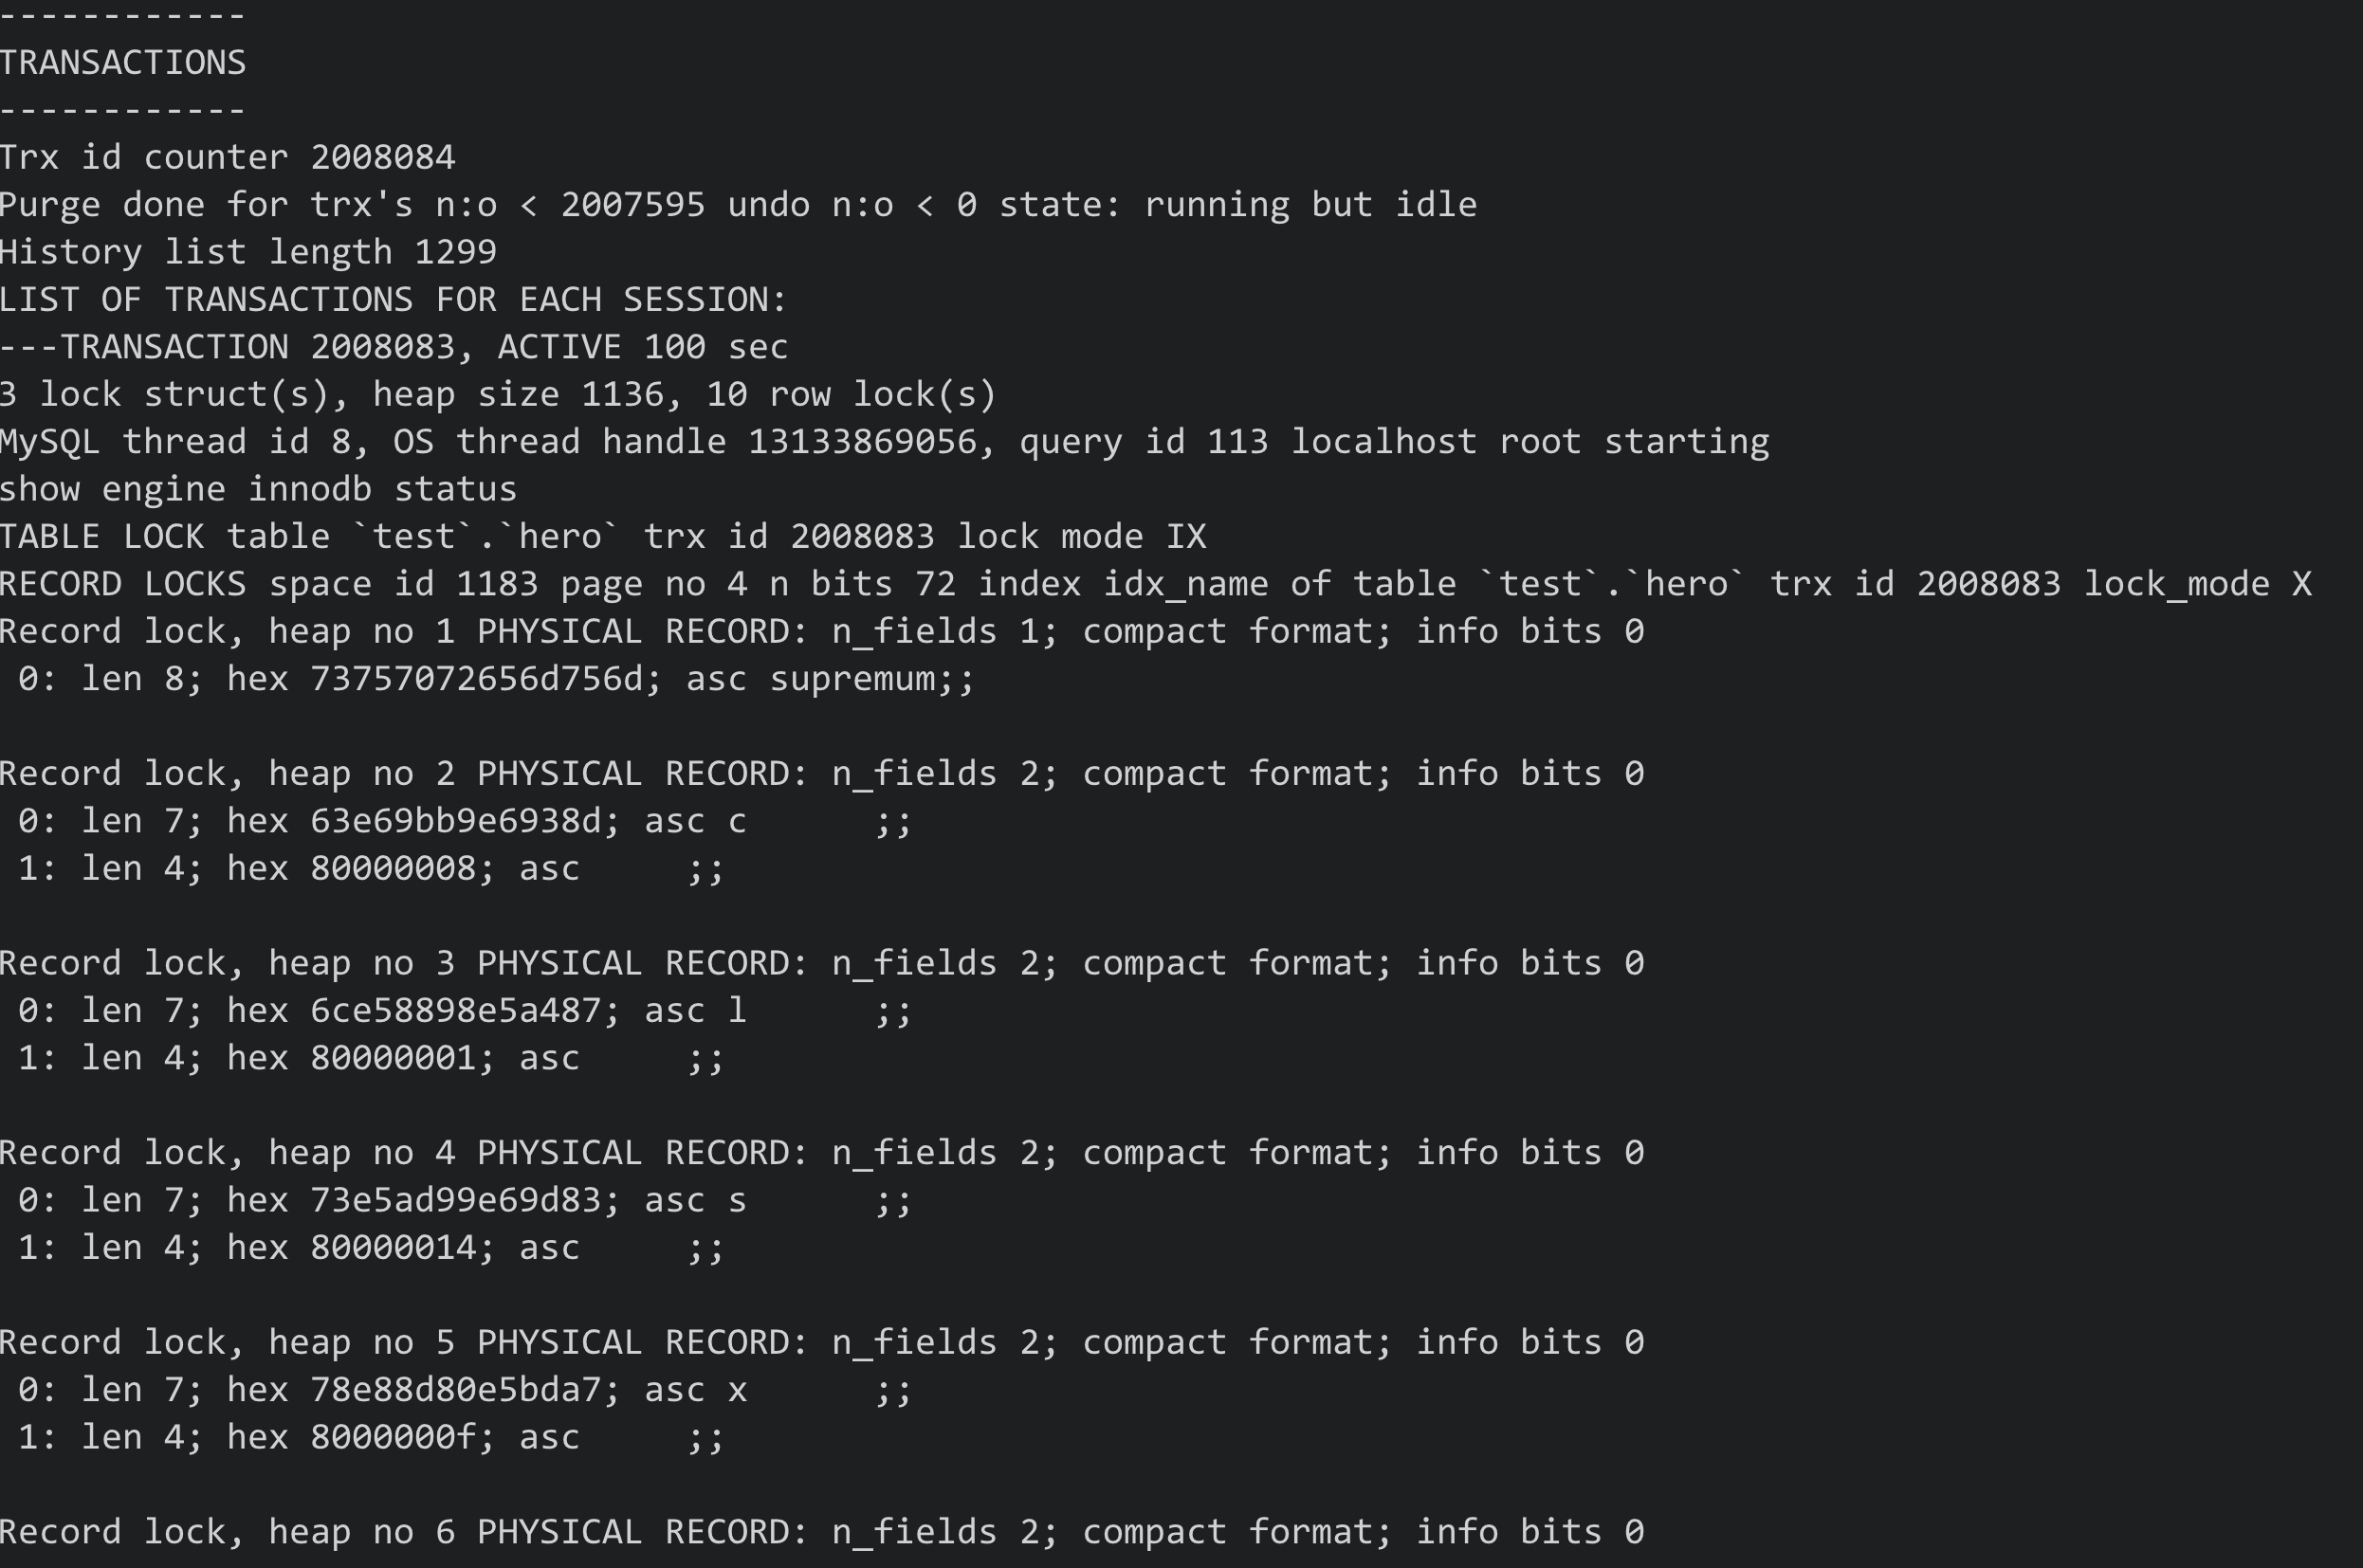 ------------
TRANSACTIONS
------------
Trx id counter 2008084
Purge done for trx's n:o < 2007595 undo n:o < 0 state: running but idle
History list length 1299
LIST OF TRANSACTIONS FOR EACH SESSION:
---TRANSACTION 2008083, ACTIVE 100 sec
3 lock struct(s), heap size 1136, 10 row lock(s)
MySQL thread id 8, OS thread handle 13133869056, query id 113 localhost root starting
show engine innodb status
TABLE LOCK table `test`.`hero` trx id 2008083 lock mode IX
RECORD LOCKS space id 1183 page no 4 n bits 72 index idx_name of table `test`.`hero` trx id 2008083 lock_mode X
Record lock, heap no 1 PHYSICAL RECORD: n_fields 1; compact format; info bits 0
 0: len 8; hex 73757072656d756d; asc supremum;;

Record lock, heap no 2 PHYSICAL RECORD: n_fields 2; compact format; info bits 0
 0: len 7; hex 63e69bb9e6938d; asc c      ;;
 1: len 4; hex 80000008; asc     ;;

Record lock, heap no 3 PHYSICAL RECORD: n_fields 2; compact format; info bits 0
 0: len 7; hex 6ce58898e5a487; asc l      ;;
 1: len 4; hex 80000001; asc     ;;

Record lock, heap no 4 PHYSICAL RECORD: n_fields 2; compact format; info bits 0
 0: len 7; hex 73e5ad99e69d83; asc s      ;;
 1: len 4; hex 80000014; asc     ;;

Record lock, heap no 5 PHYSICAL RECORD: n_fields 2; compact format; info bits 0
 0: len 7; hex 78e88d80e5bda7; asc x      ;;
 1: len 4; hex 8000000f; asc     ;;

Record lock, heap no 6 PHYSICAL RECORD: n_fields 2; compact format; info bits 0